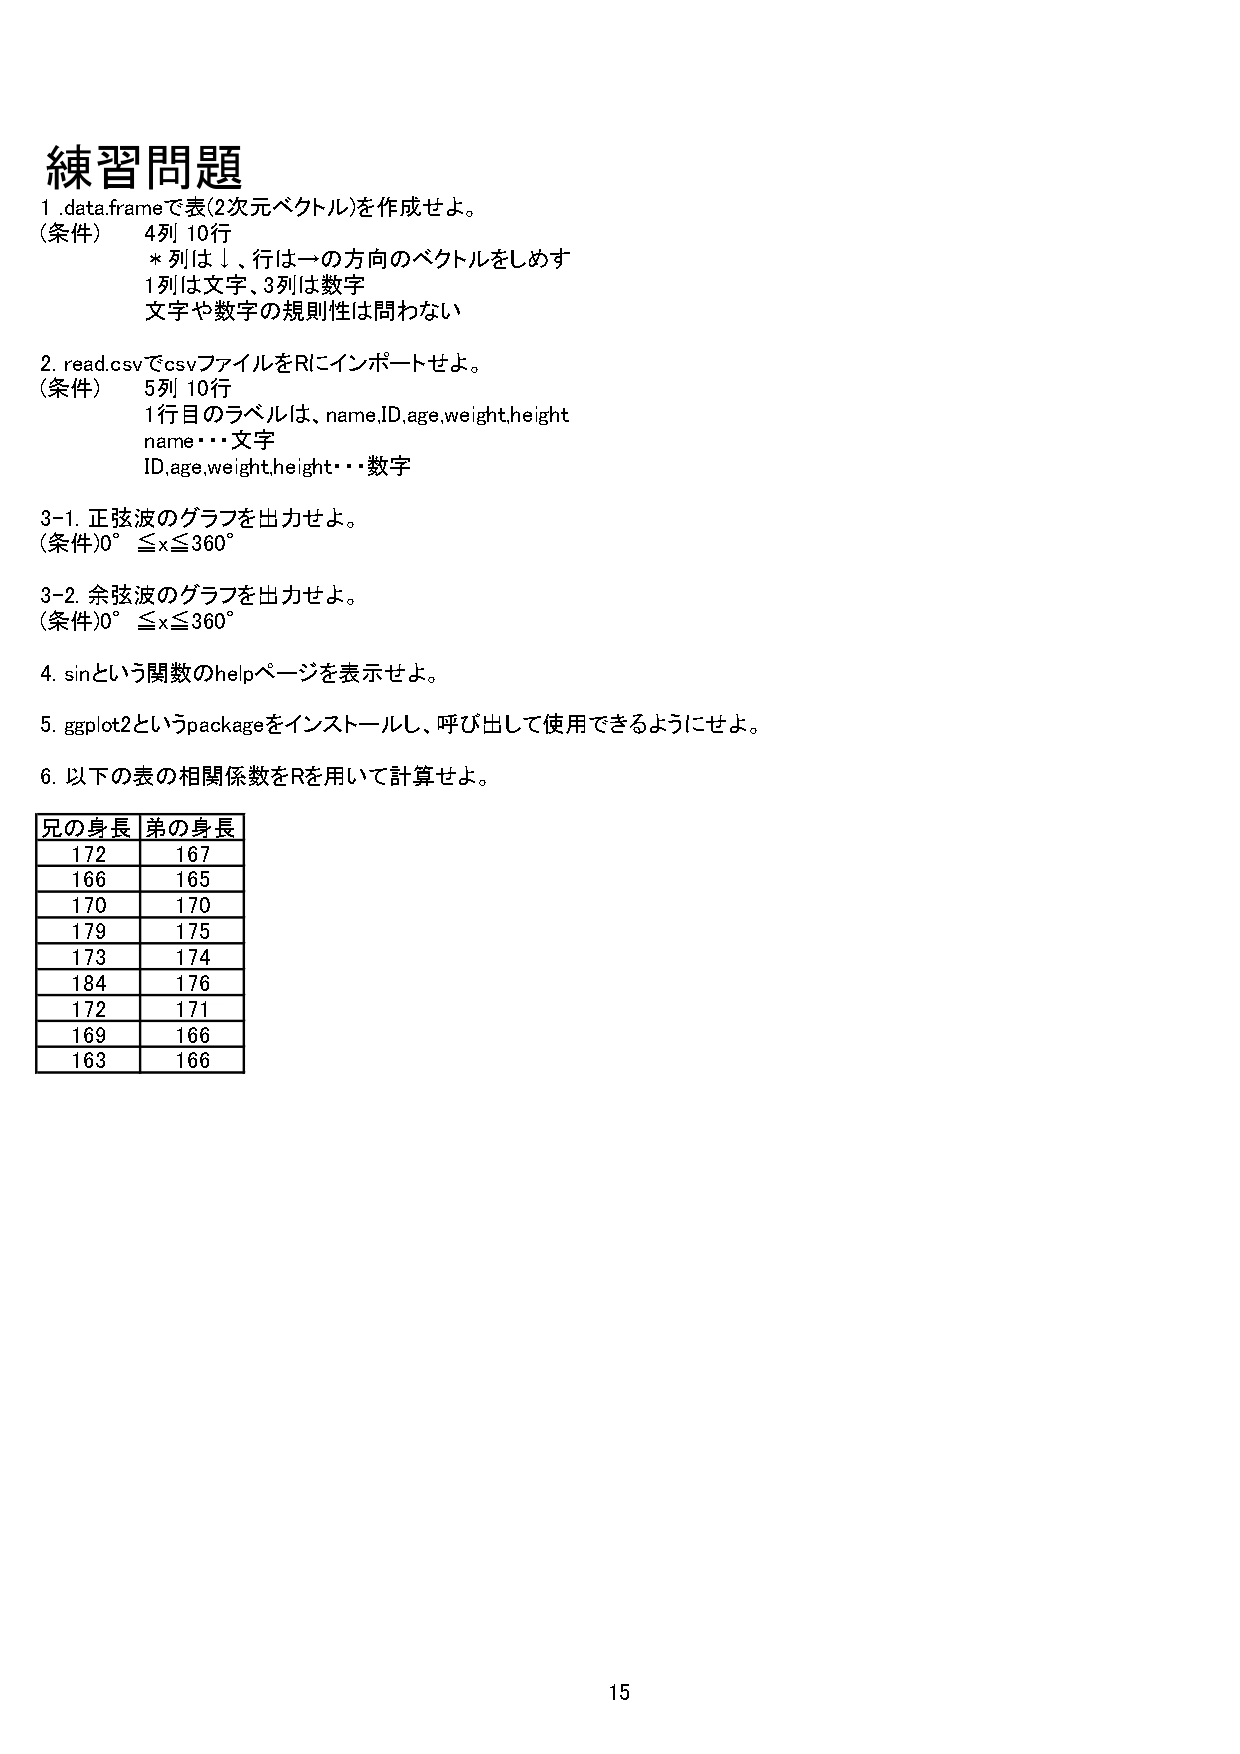 練習問題
1 .data.frameで表(2次元ベクトル)を作成せよ。
(条件) 4列 10行
＊列は↓、行は→の方向のベクトルをしめす
1列は文字、3列は数字
文字や数字の規則性は問わない
2. read.csvでcsvファイルをRにインポートせよ。
(条件) 5列 10行
1行目のラベルは、name,ID,age,weight,height
name・・・文字
ID,age,weight,height・・・数字
3-1. 正弦波のグラフを出力せよ。
(条件)0° ≦x≦360°
3-2. 余弦波のグラフを出力せよ。
(条件)0° ≦x≦360°
4. sinという関数のhelpページを表示せよ。
5. ggplot2というpackageをインストールし、呼び出して使用できるようにせよ。
6. 以下の表の相関係数をRを用いて計算せよ。
兄の身長 弟の身長
172 167
166 165
170 170
179 175
173 174
184 176
172 171
169 166
163 166
15